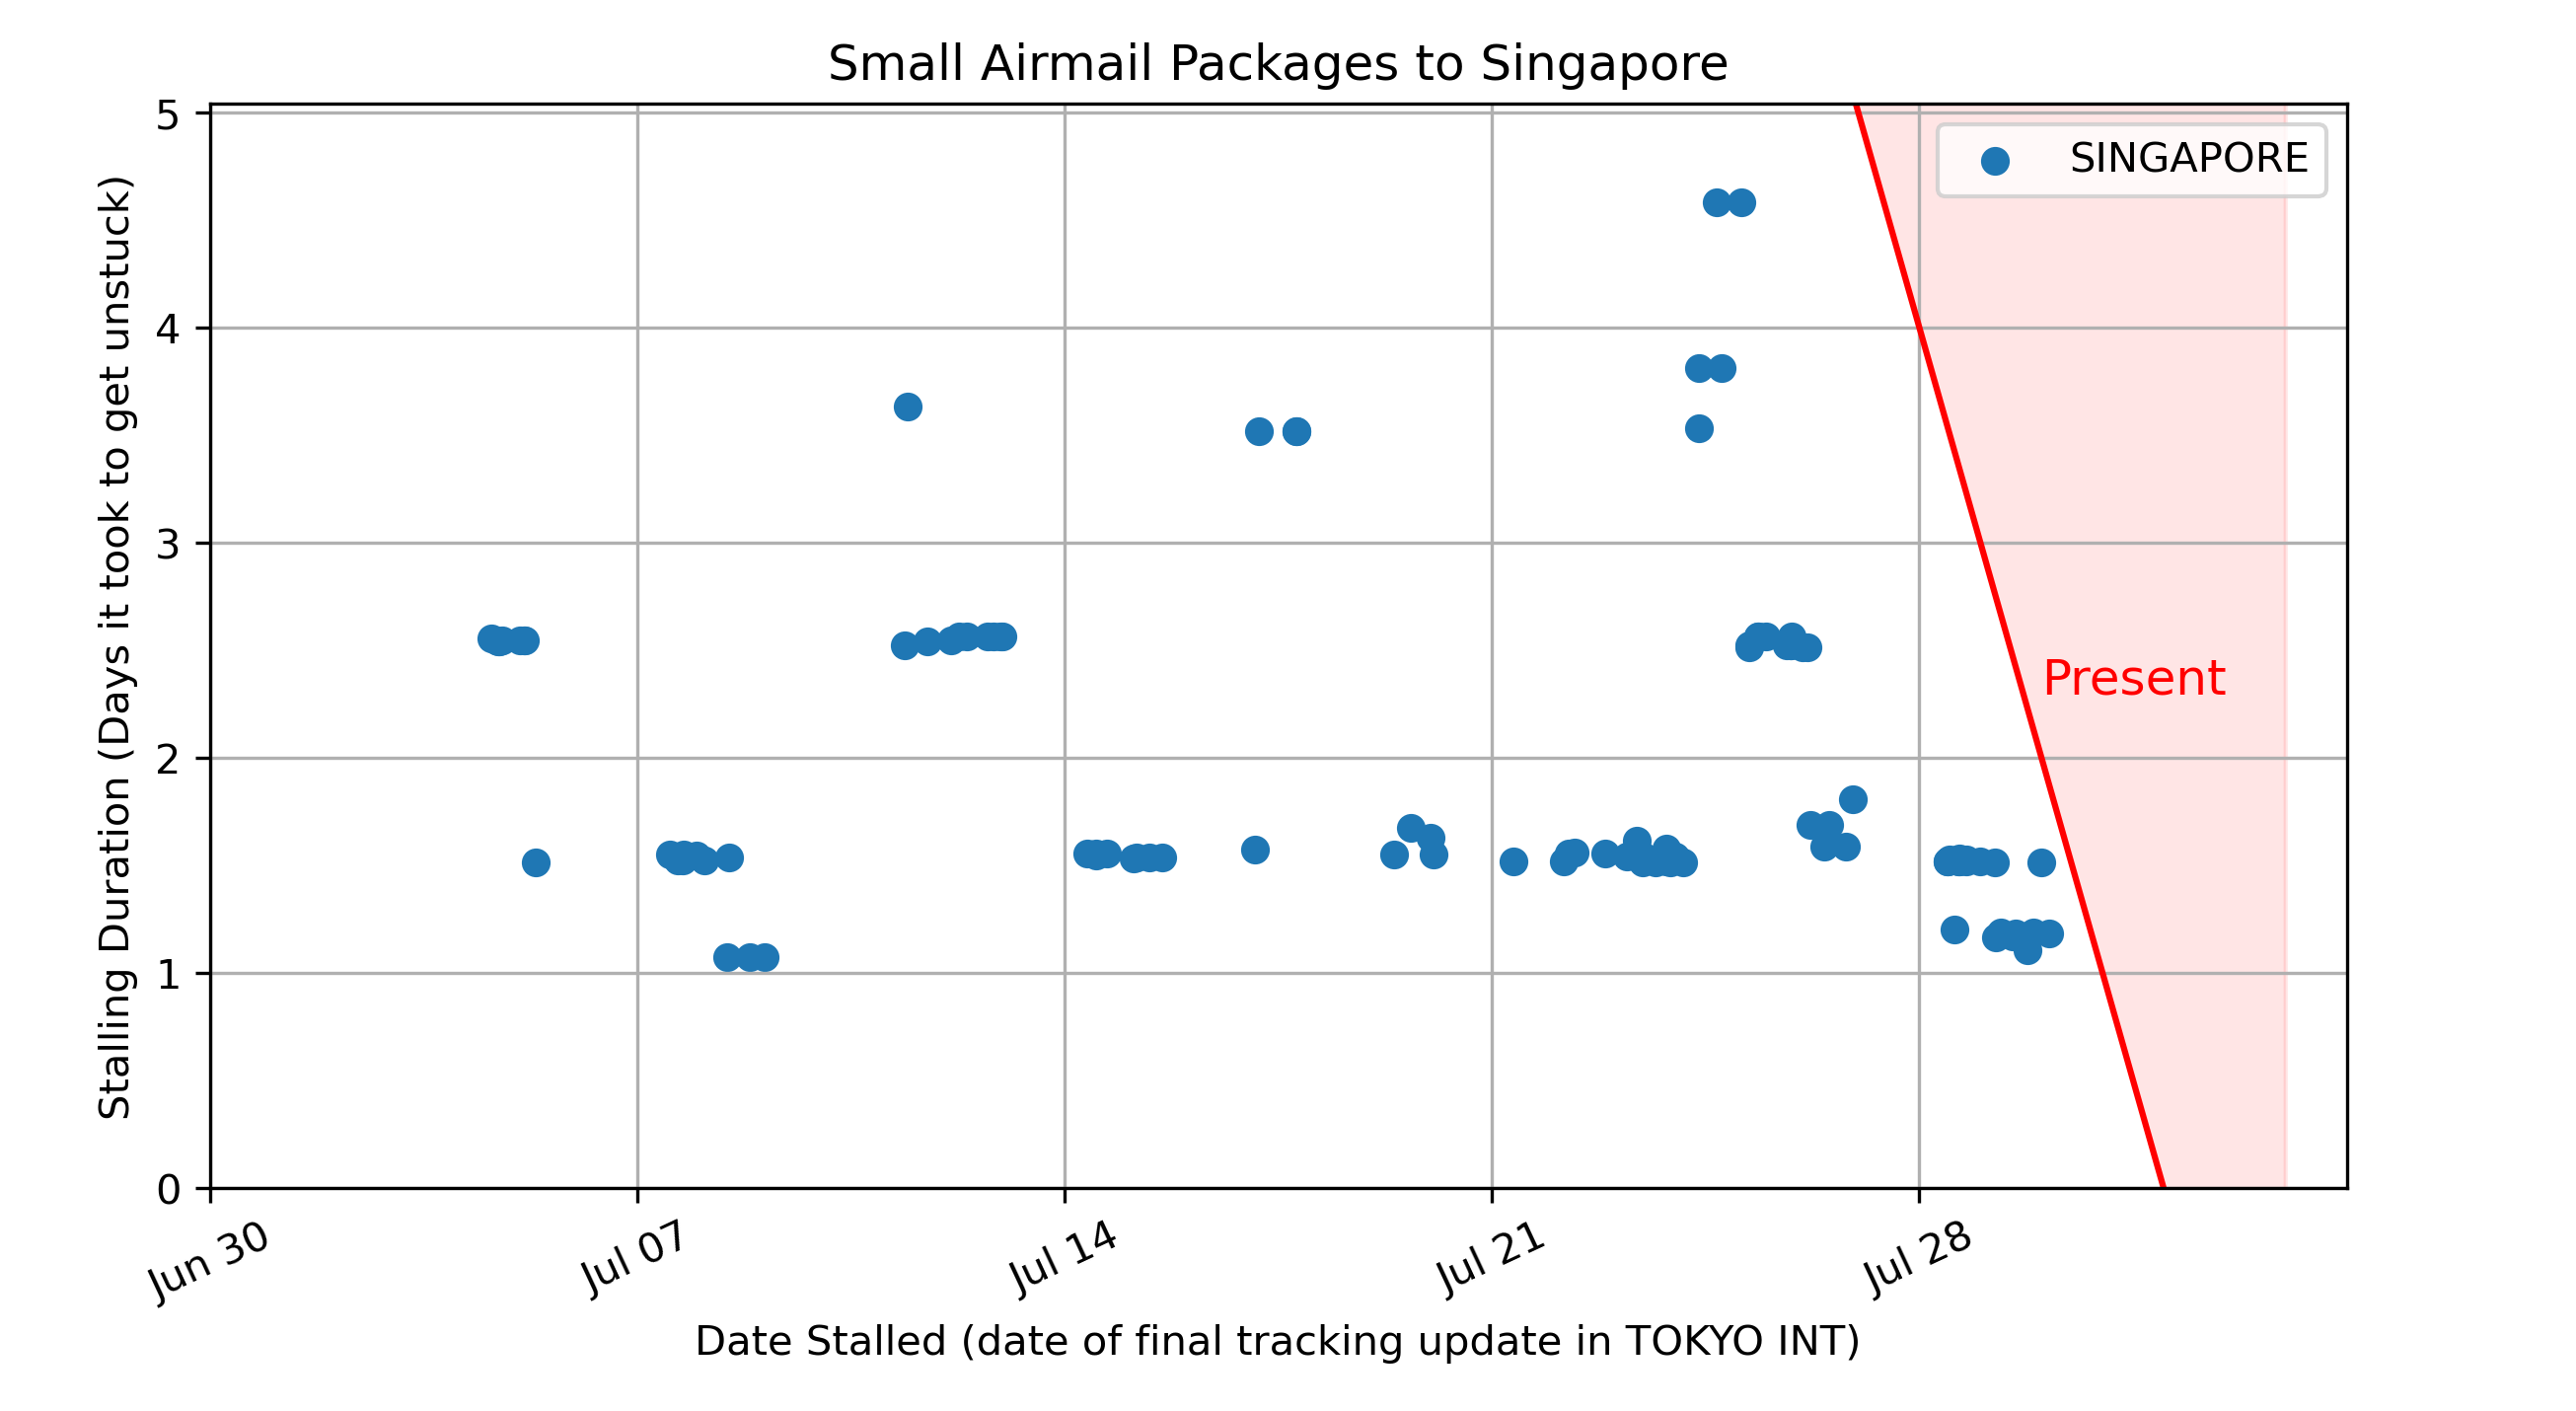 Small Airmail Packages to Singapore
Stalling Duration (Days it took to get unstuck)
5
4
3
2
1
0
SINGAPORE
Present
Jun 30
Jul 07
Jul 14
Jul 21
Jul 28
Date Stalled (date of final tracking update in TOKYO INT)